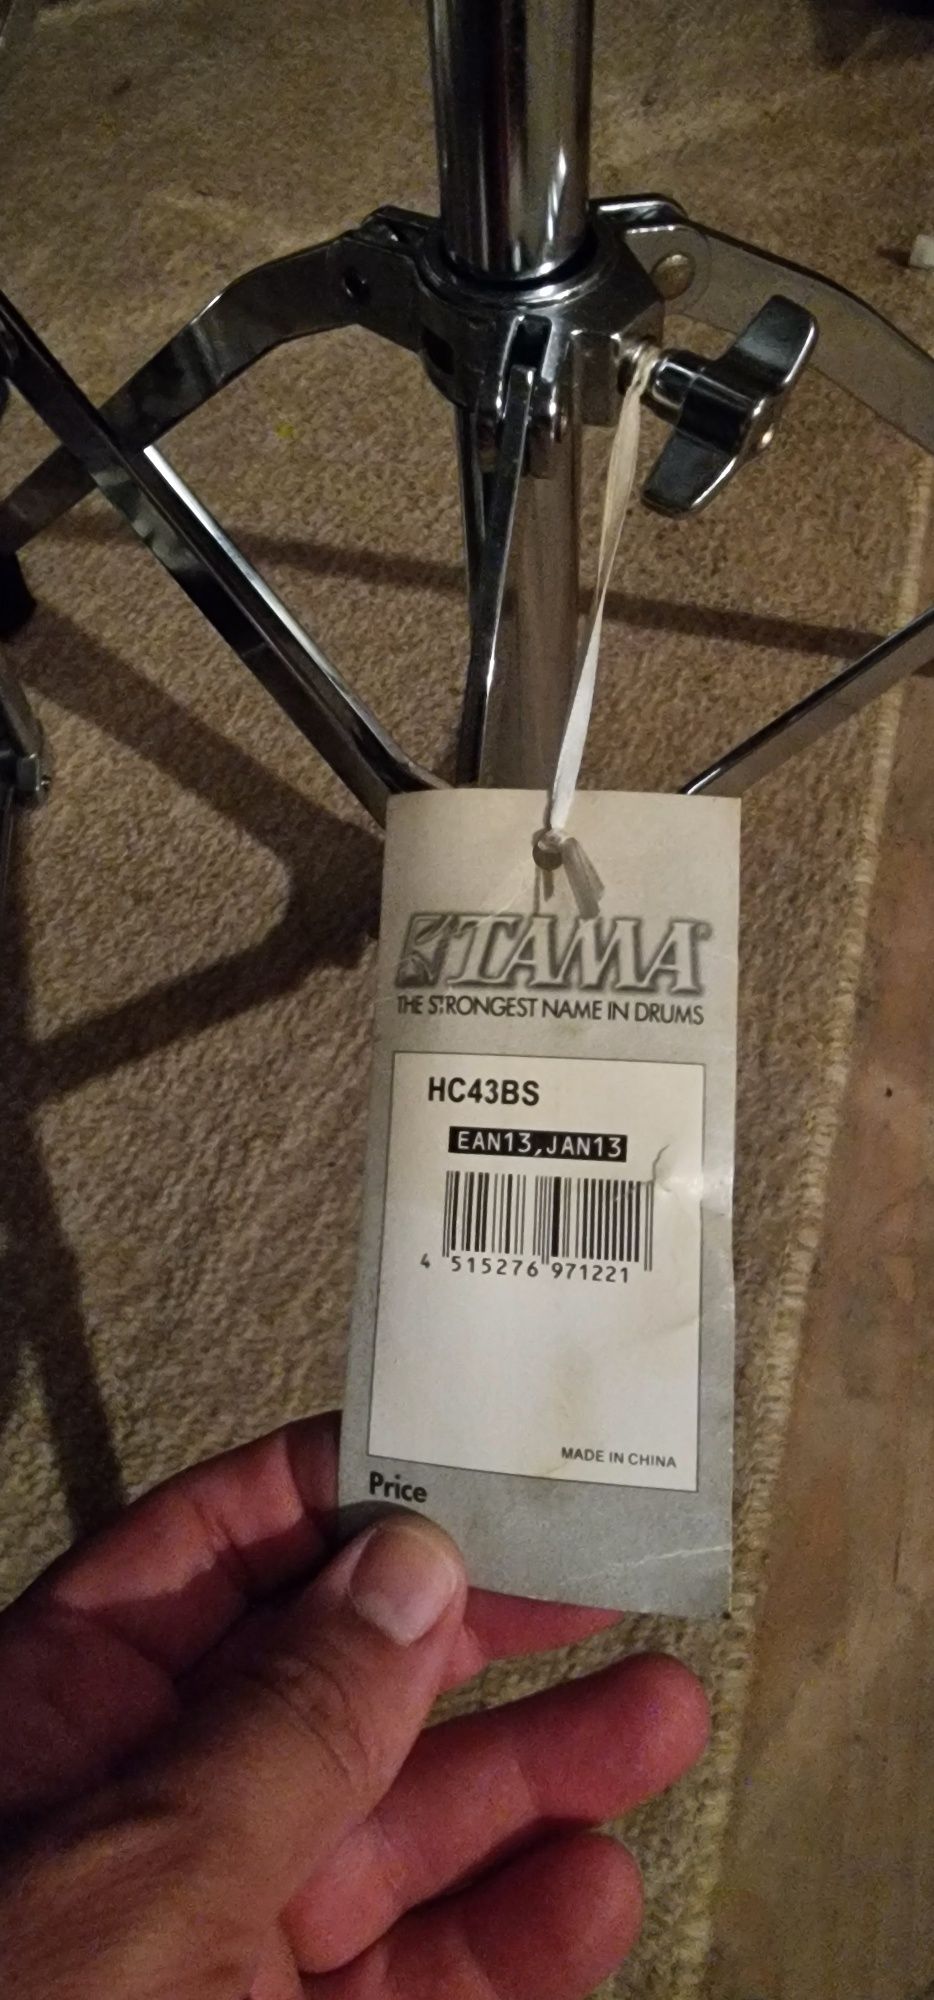 TAMA®
THE STRONGEST NAME IN DRUMS
HC43BS
EAN13,JAN13
4 515276 971221
MADE IN CHINA
Price